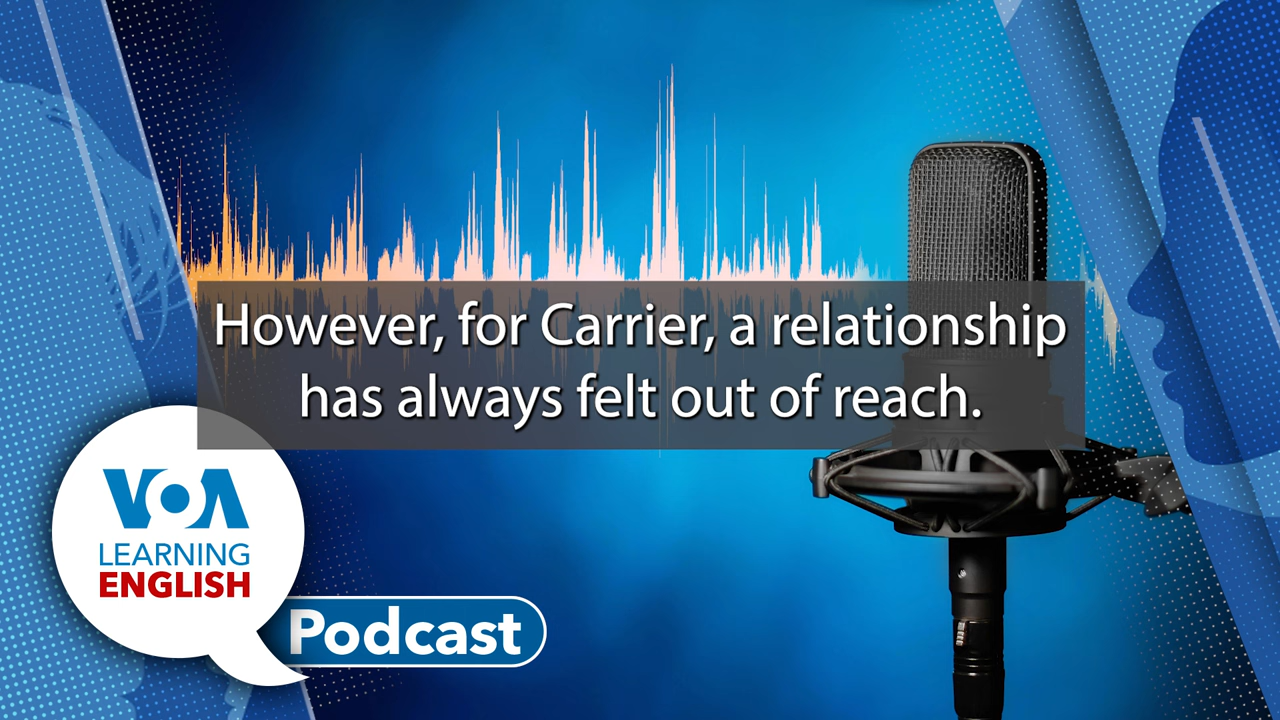 However, for Carrier, a relationship
has always felt out of reach.
VOA
LEARNING
ENGLISH
Podcast